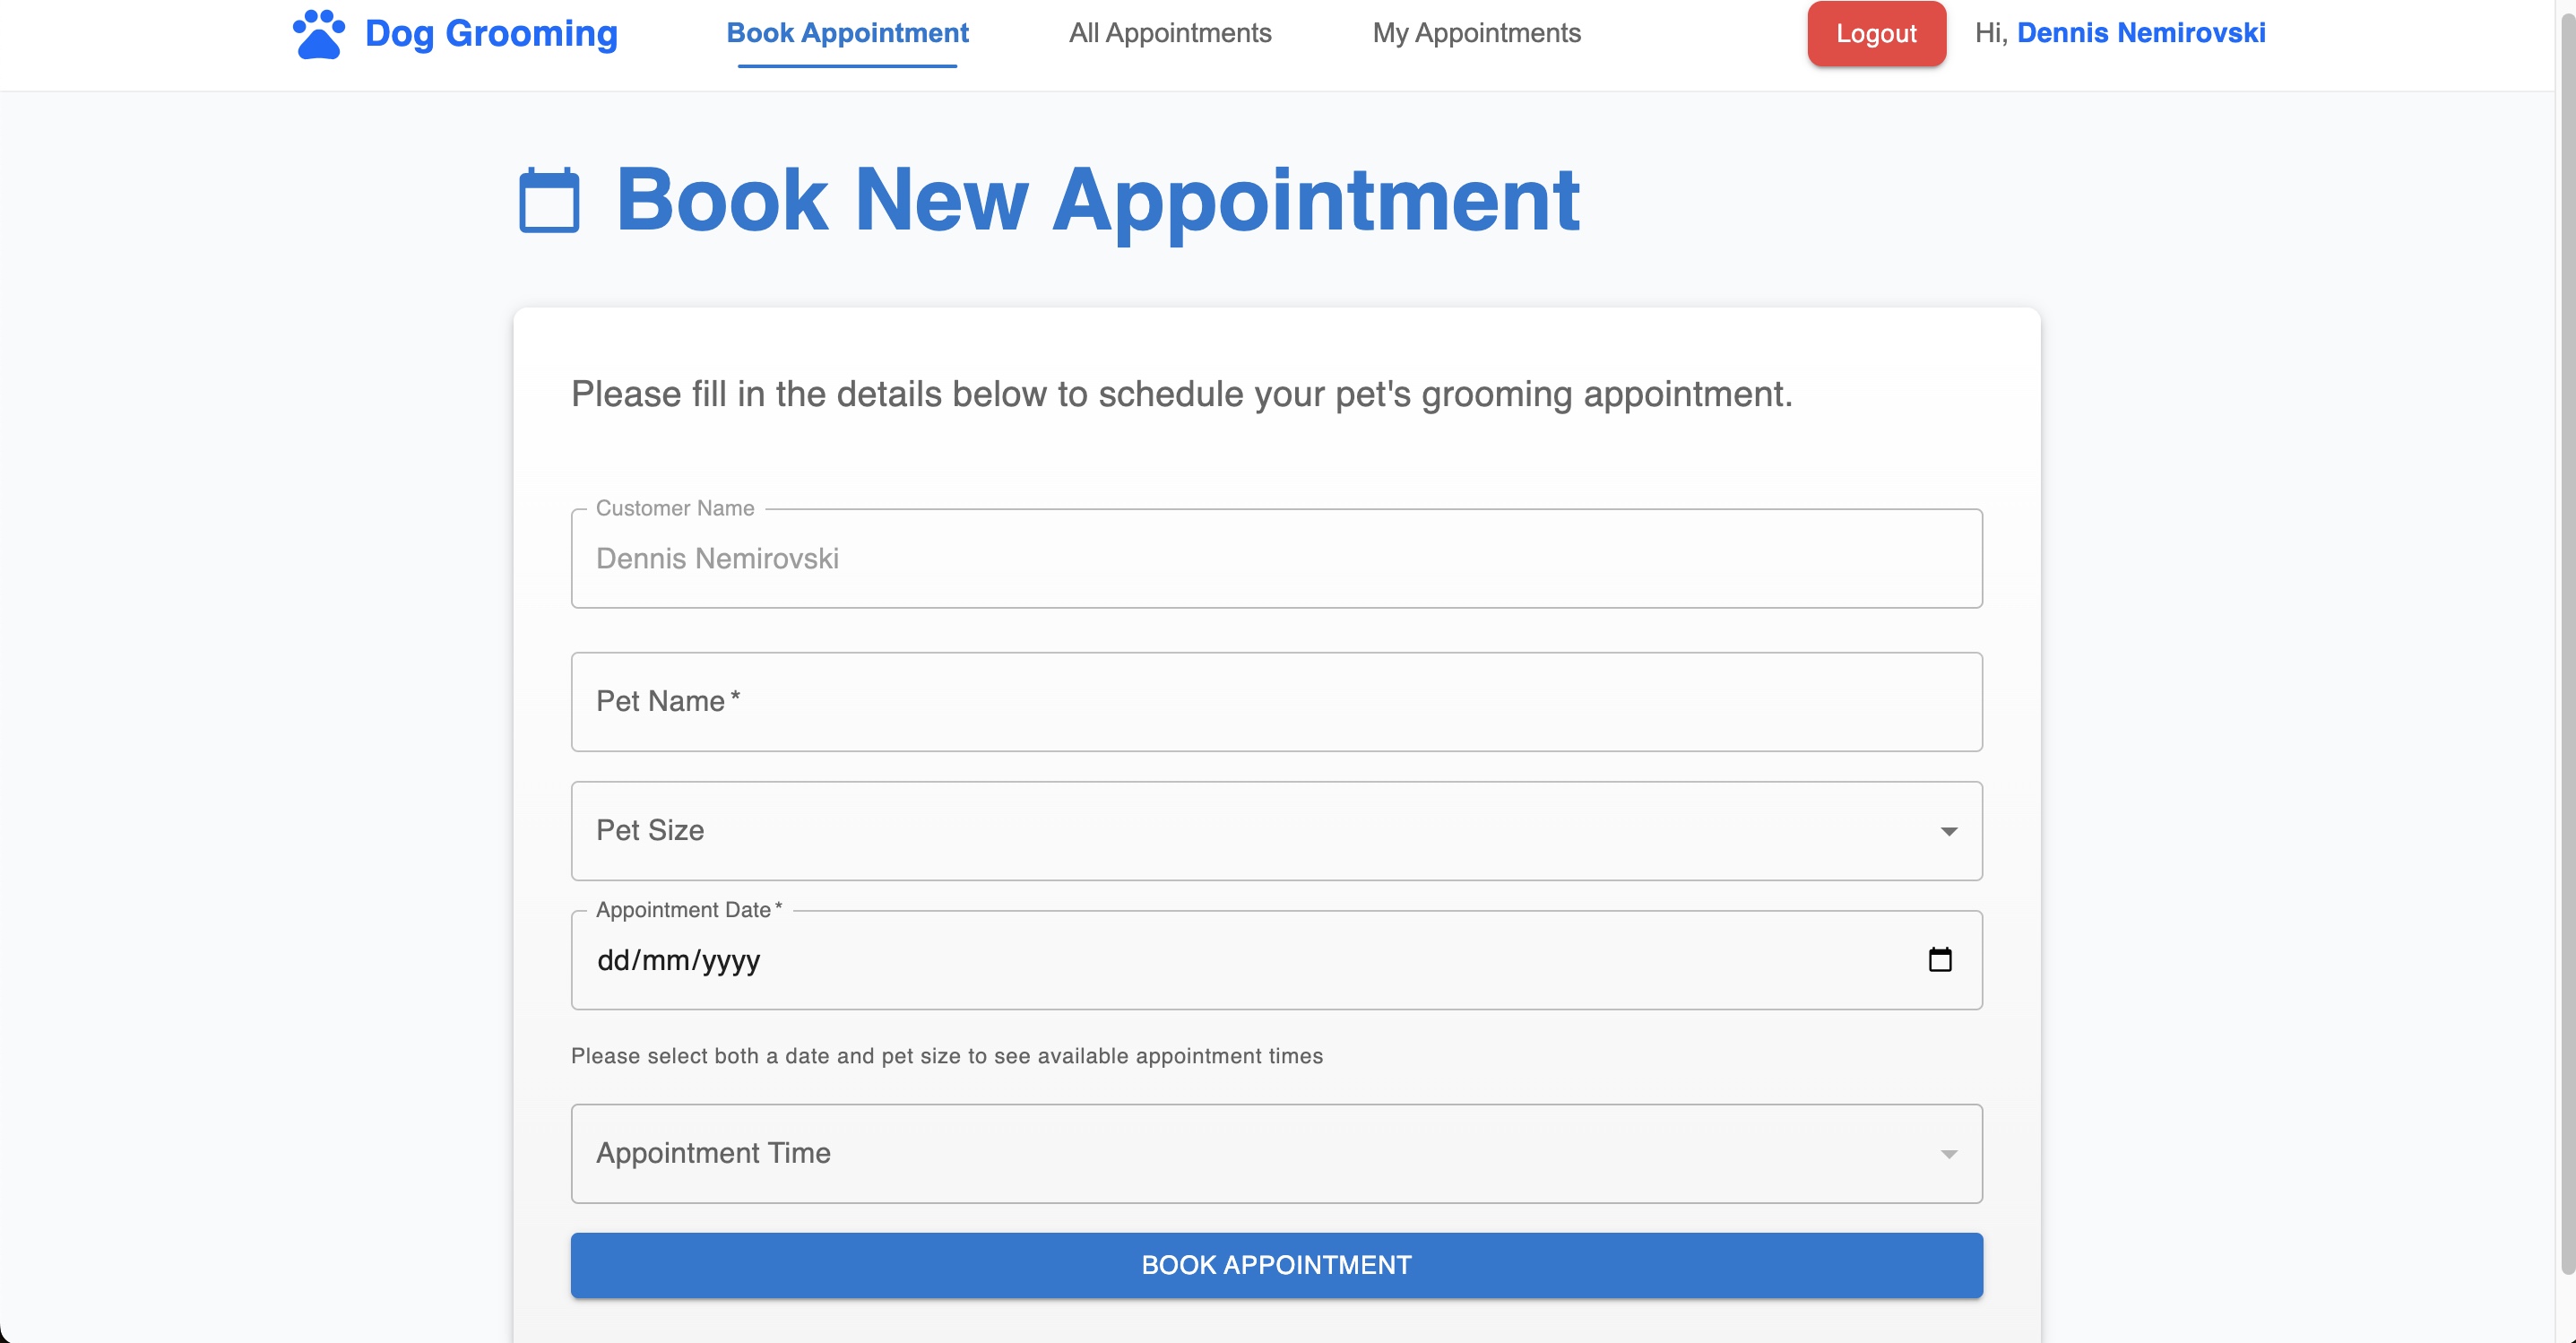 Dog Grooming
Book Appointment
All Appointments
My Appointments
Logout
Hi, Dennis Nemirovski
Book New Appointment
Please fill in the details below to schedule your pet's grooming appointment.
Customer Name
Dennis Nemirovski
Pet Name *
Pet Size
Appointment Date *
dd/mm/yyyy
Please select both a date and pet size to see available appointment times
Appointment Time
BOOK APPOINTMENT